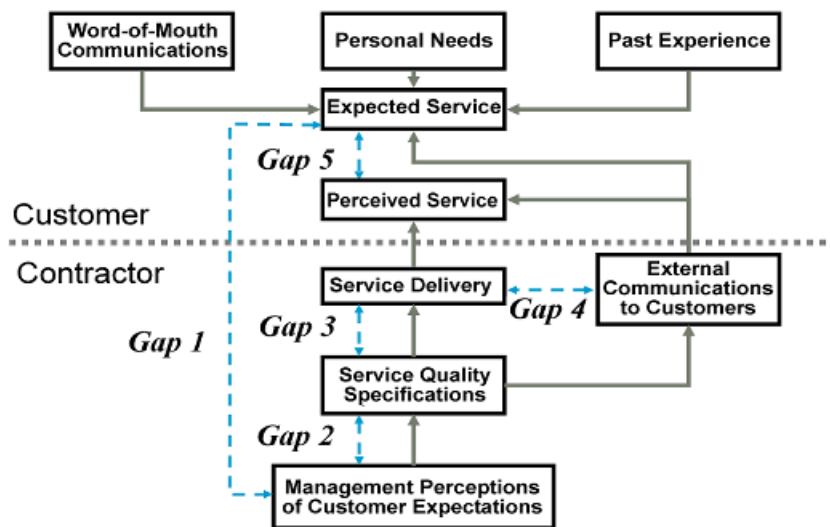 Word-of-Mouth
Communications
Personal Needs
Past Experience
Expected Service
Gap 5
Perceived Service
Customer
Contractor
Service Delivery
External
Communications
to Customers
Gap 4
Gap 3
Gap 1
Service Quality
Specifications
Gap 2
Management Perceptions
of Customer Expectations